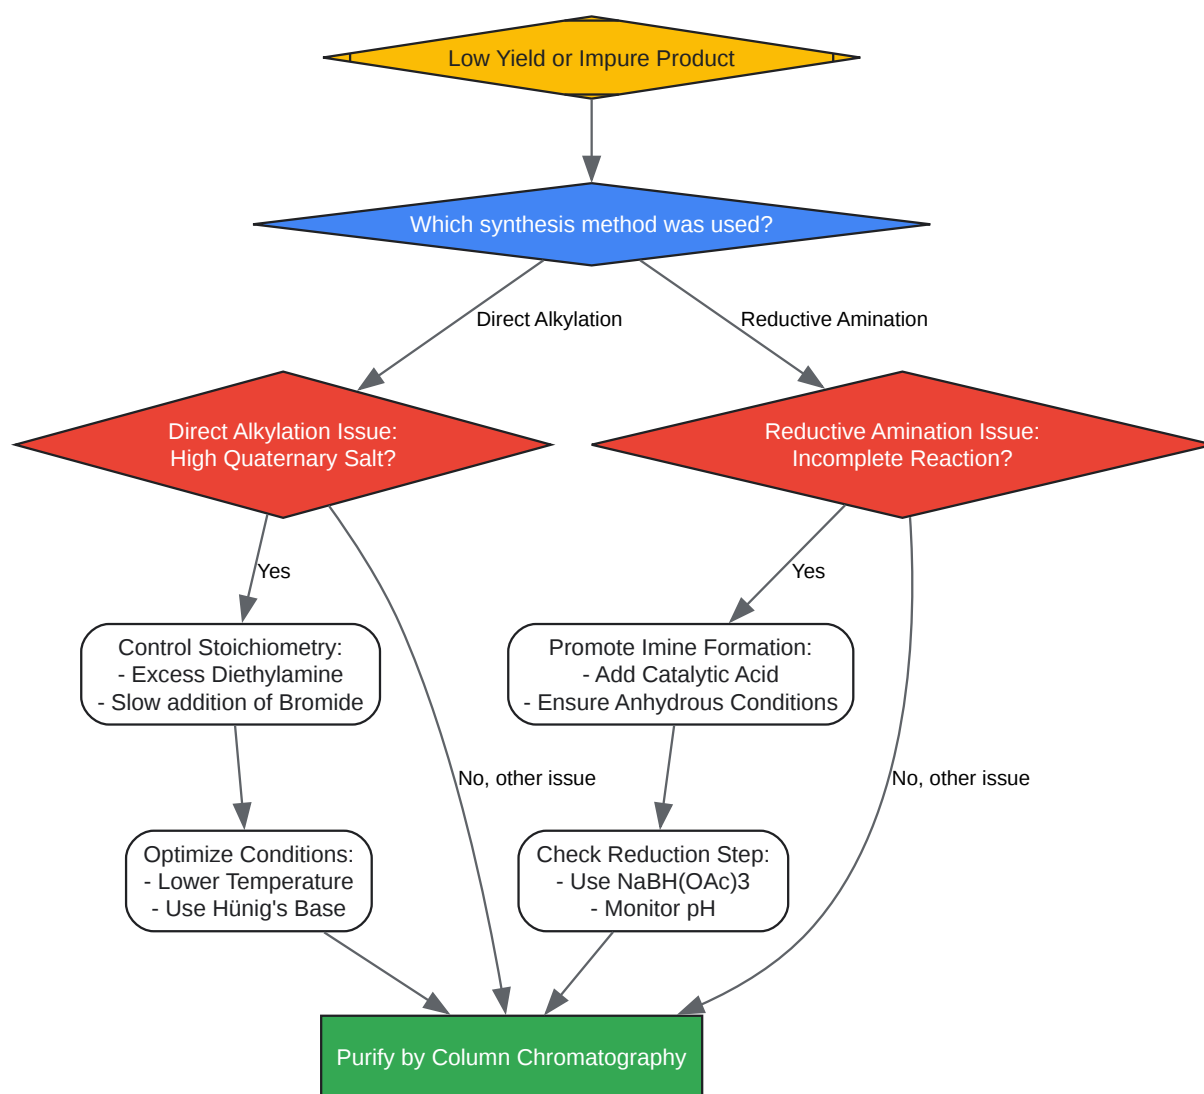 Low Yield or Impure Product
Which synthesis method was used?
Direct Alkylation
Reductive Amination
Direct Alkylation Issue:
High Quaternary Salt?
Reductive Amination Issue:
Incomplete Reaction?
Yes
Yes
Control Stoichiometry:
- Excess Diethylamine
- Slow addition of Bromide
Promote Imine Formation:
- Add Catalytic Acid
- Ensure Anhydrous Conditions
No, other issue
No, other issue
Optimize Conditions:
- Lower Temperature
- Use Hünig's Base
Check Reduction Step:
- Use NaBH(OAc)3
- Monitor pH
Purify by Column Chromatography